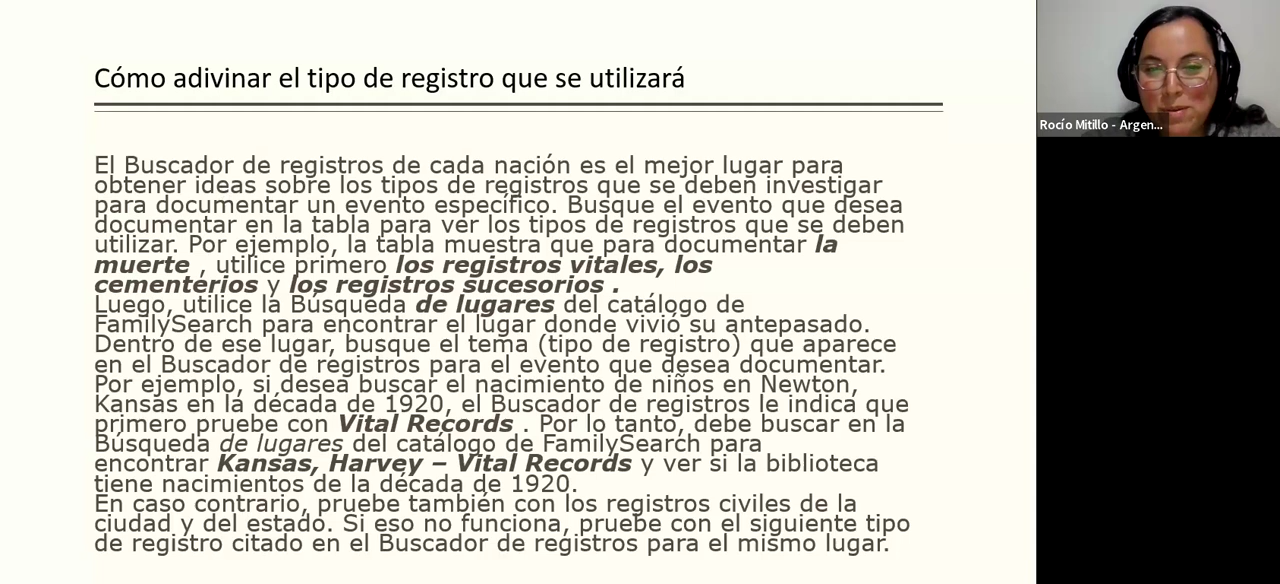 Cómo adivinar el tipo de registro que se utilizará
El Buscador de registros de cada nación es el mejor lugar para
obtener ideas sobre los tipos de registros que se deben investigar
para documentar un evento específico. Busque el evento que desea
documentar en la tabla para ver los tipos de registros que se deben
utilizar. Por ejemplo, la tabla muestra que para documentar la
muerte , utilice primero los registros vitales, los
cementerios y los registros sucesorios .
Luego, utilice la Búsqueda de lugares del catálogo de
FamilySearch para encontrar el lugar donde vivió su antepasado.
Dentro de ese lugar, busque el tema (tipo de registro) que aparece
en el Buscador de registros para el evento que desea documentar.
Por ejemplo, si desea buscar el nacimiento de niños en Newton,
Kansas en la década de 1920, el Buscador de registros le indica que
primero pruebe con Vital Records . Por lo tanto, debe buscar en la
Búsqueda de lugares del catálogo de FamilySearch para
encontrar Kansas, Harvey – Vital Records y ver si la biblioteca
tiene nacimientos de la década de 1920.
En caso contrario, pruebe también con los registros civiles de la
ciudad y del estado. Si eso no funciona, pruebe con el siguiente tipo
de registro citado en el Buscador de registros para el mismo lugar.
Rocío Mitillo - Argen...